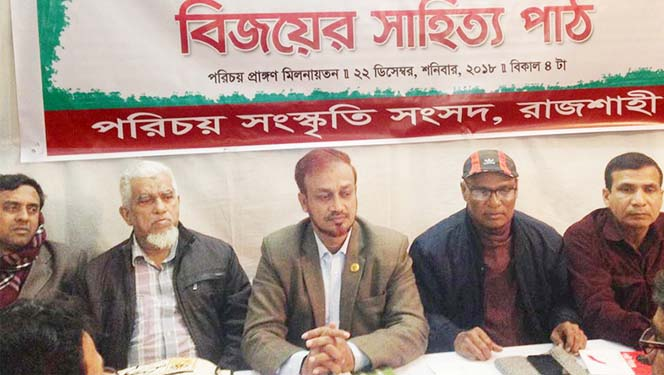 বিজয়ের সাহিত্য পাঠ
পরিচয় প্রাঙ্গণ মিলনায়তন ॥ ২২ ডিসেম্বর, শনিবার, ২০১৮ ॥ বিকাল ৪ টা
পরিচয় সংস্কৃতি সংসদ, রাজশাহী